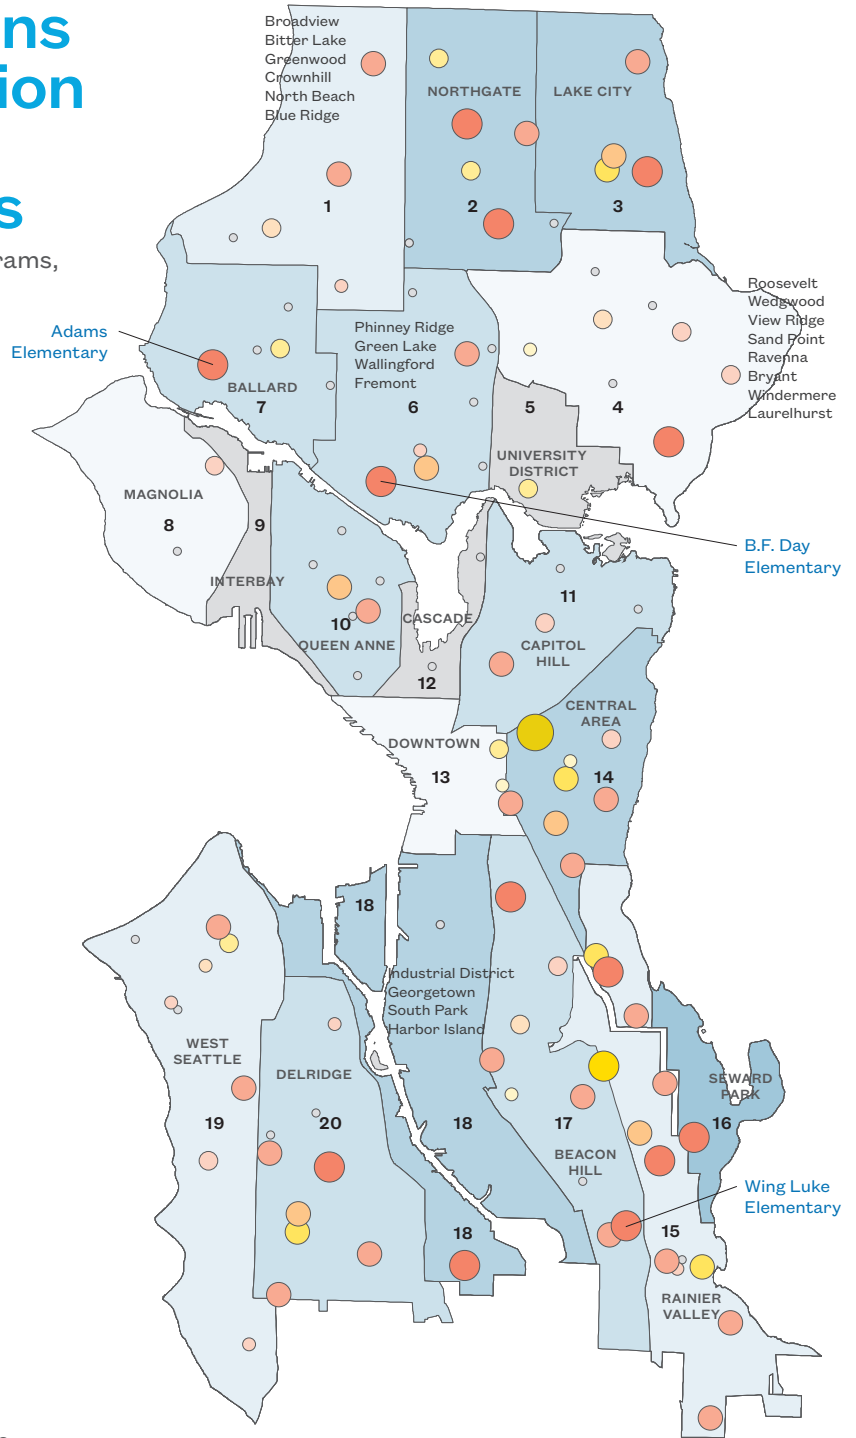 ns
ion
s
rams,
Broadview
Bitter Lake
Greenwood
Crownhill
North Beach
Blue Ridge
1
NORTHGATE
2
LAKE CITY
3
Roosevelt
Wedgwood
View Ridge
Sand Point
Ravenna
Bryant
Windermere
Laurelhurst
4
Adams
Elementary
BALLARD
7
Phinney Ridge
Green Lake
Wallingford
Fremont
6
5
UNIVERSITY
DISTRICT
MAGNOLIA
8
9
INTERBAY
B.F. Day
Elementary
10
QUEEN ANNE
CASCADE
12
11
CAPITOL
HILL
CENTRAL
AREA
14
DOWNTOWN
13
18
Industrial District
Georgetown
South Park
Harbor Island
WEST
SEATTLE
19
DELRIDGE
20
18
17
BEACON
HILL
SEWARD
PARK
16
Wing Luke
Elementary
18
15
RAINIER
VALLEY